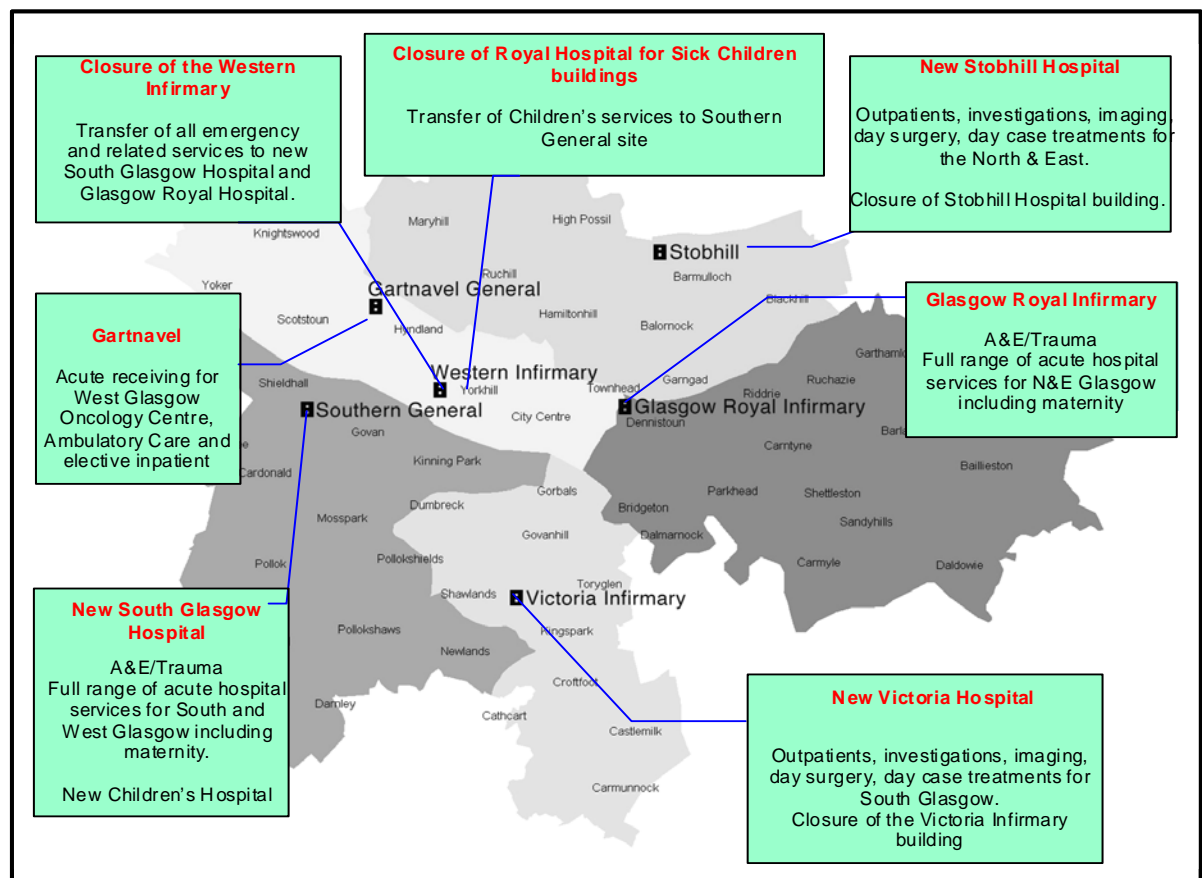 Closure of the Western
Infirmary
Transfer of all emergency
and related services to new
South Glasgow Hospital and
Glasgow Royal Hospital.
Closure of Royal Hospital for Sick Children
buildings
Transfer of Children's services to Southern
General site
New Stobhill Hospital
Outpatients, investigations, imaging,
day surgery, day case treatments for
the North & East.
Closure of Stobhill Hospital building.
Gartnavel
Acute receiving for
West Glasgow
Oncology Centre,
Ambulatory Care and
elective inpatient
Glasgow Royal Infirmary
A&E/Trauma
Full range of acute hospital
services for N&E Glasgow
including maternity
New South Glasgow
Hospital
A&E/Trauma
Full range of acute hospital
services for South and
West Glasgow including
maternity.
New Children's Hospital
New Victoria Hospital
Outpatients, investigations, imaging,
day surgery, day case treatments for
South Glasgow.
Closure of the Victoria Infirmary
building
Maryhill
High Possil
Knightswood
Stobhill
Ruchill
Barmulloch
Yoker
Gartnavel General
Blackhill
Scotstoun
Hyndland
Hamiltonhill
Balornock
Garthamlo
Western Infirmary
Yorkhill
Townhead
Garngad
Riddrie
Ruchazie
Shieldhall
Southern General
City Centre
Glasgow Royal Infirmary
Dennistoun
Govan
Carntyne
Barla
Cardonald
Kinning Park
Baillieston
Gorbals
Parkhead
Shettleston
Dumbreck
Bridgeton
Mosspark
Govanhill
Dalmarnock
Sandyhills
Pollok
Pollokshields
Carmyle
Daldowie
Toryglen
Shawlands
Victoria Infirmary
Pollokshaws
Kingspark
Newlands
Croftfoot
Darnley
Cathcart
Castlemilk
Carmunnock